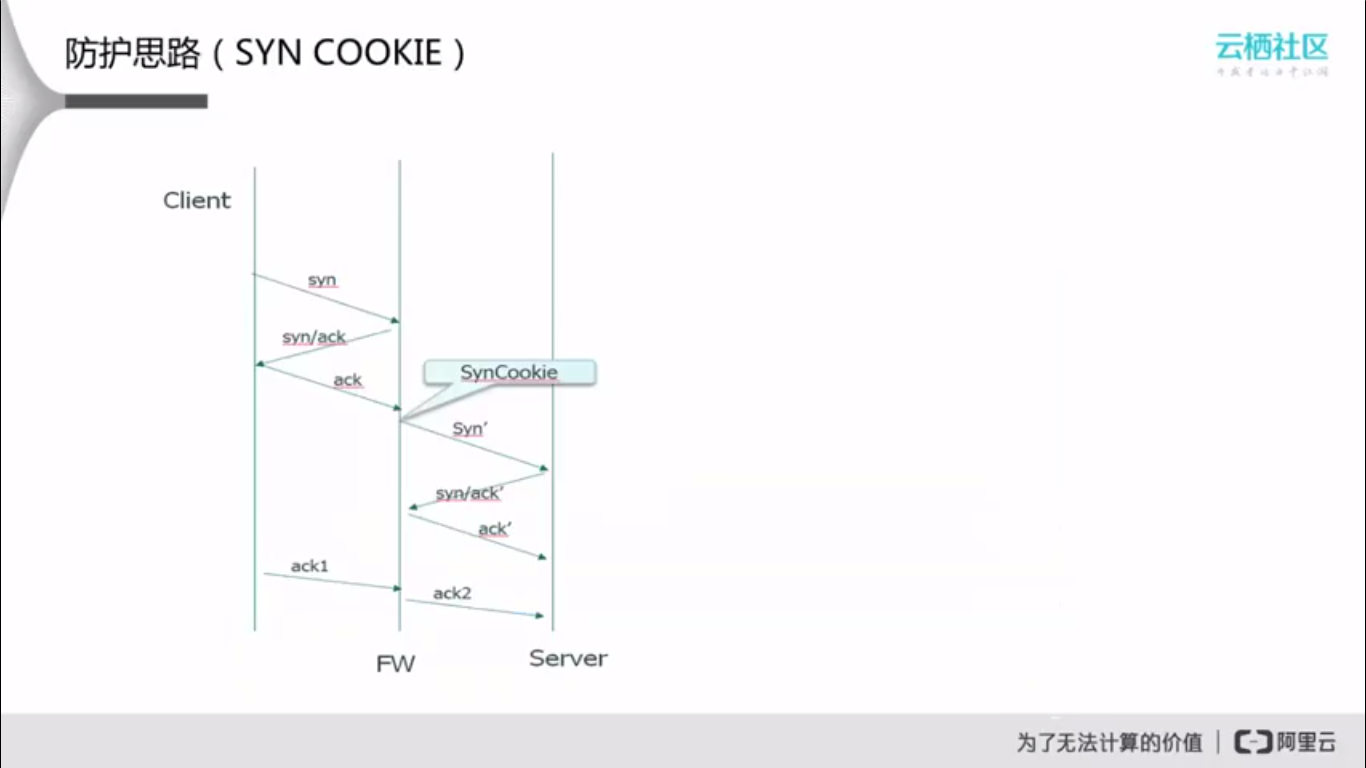 防护思路（SYN COOKIE）
云栖社区
Client
syn
syn/ack
ack
SynCookie
Syn’
syn/ack’
ack’
ack1
ack2
FW
Server
为了无法计算的价值 | 阿里云